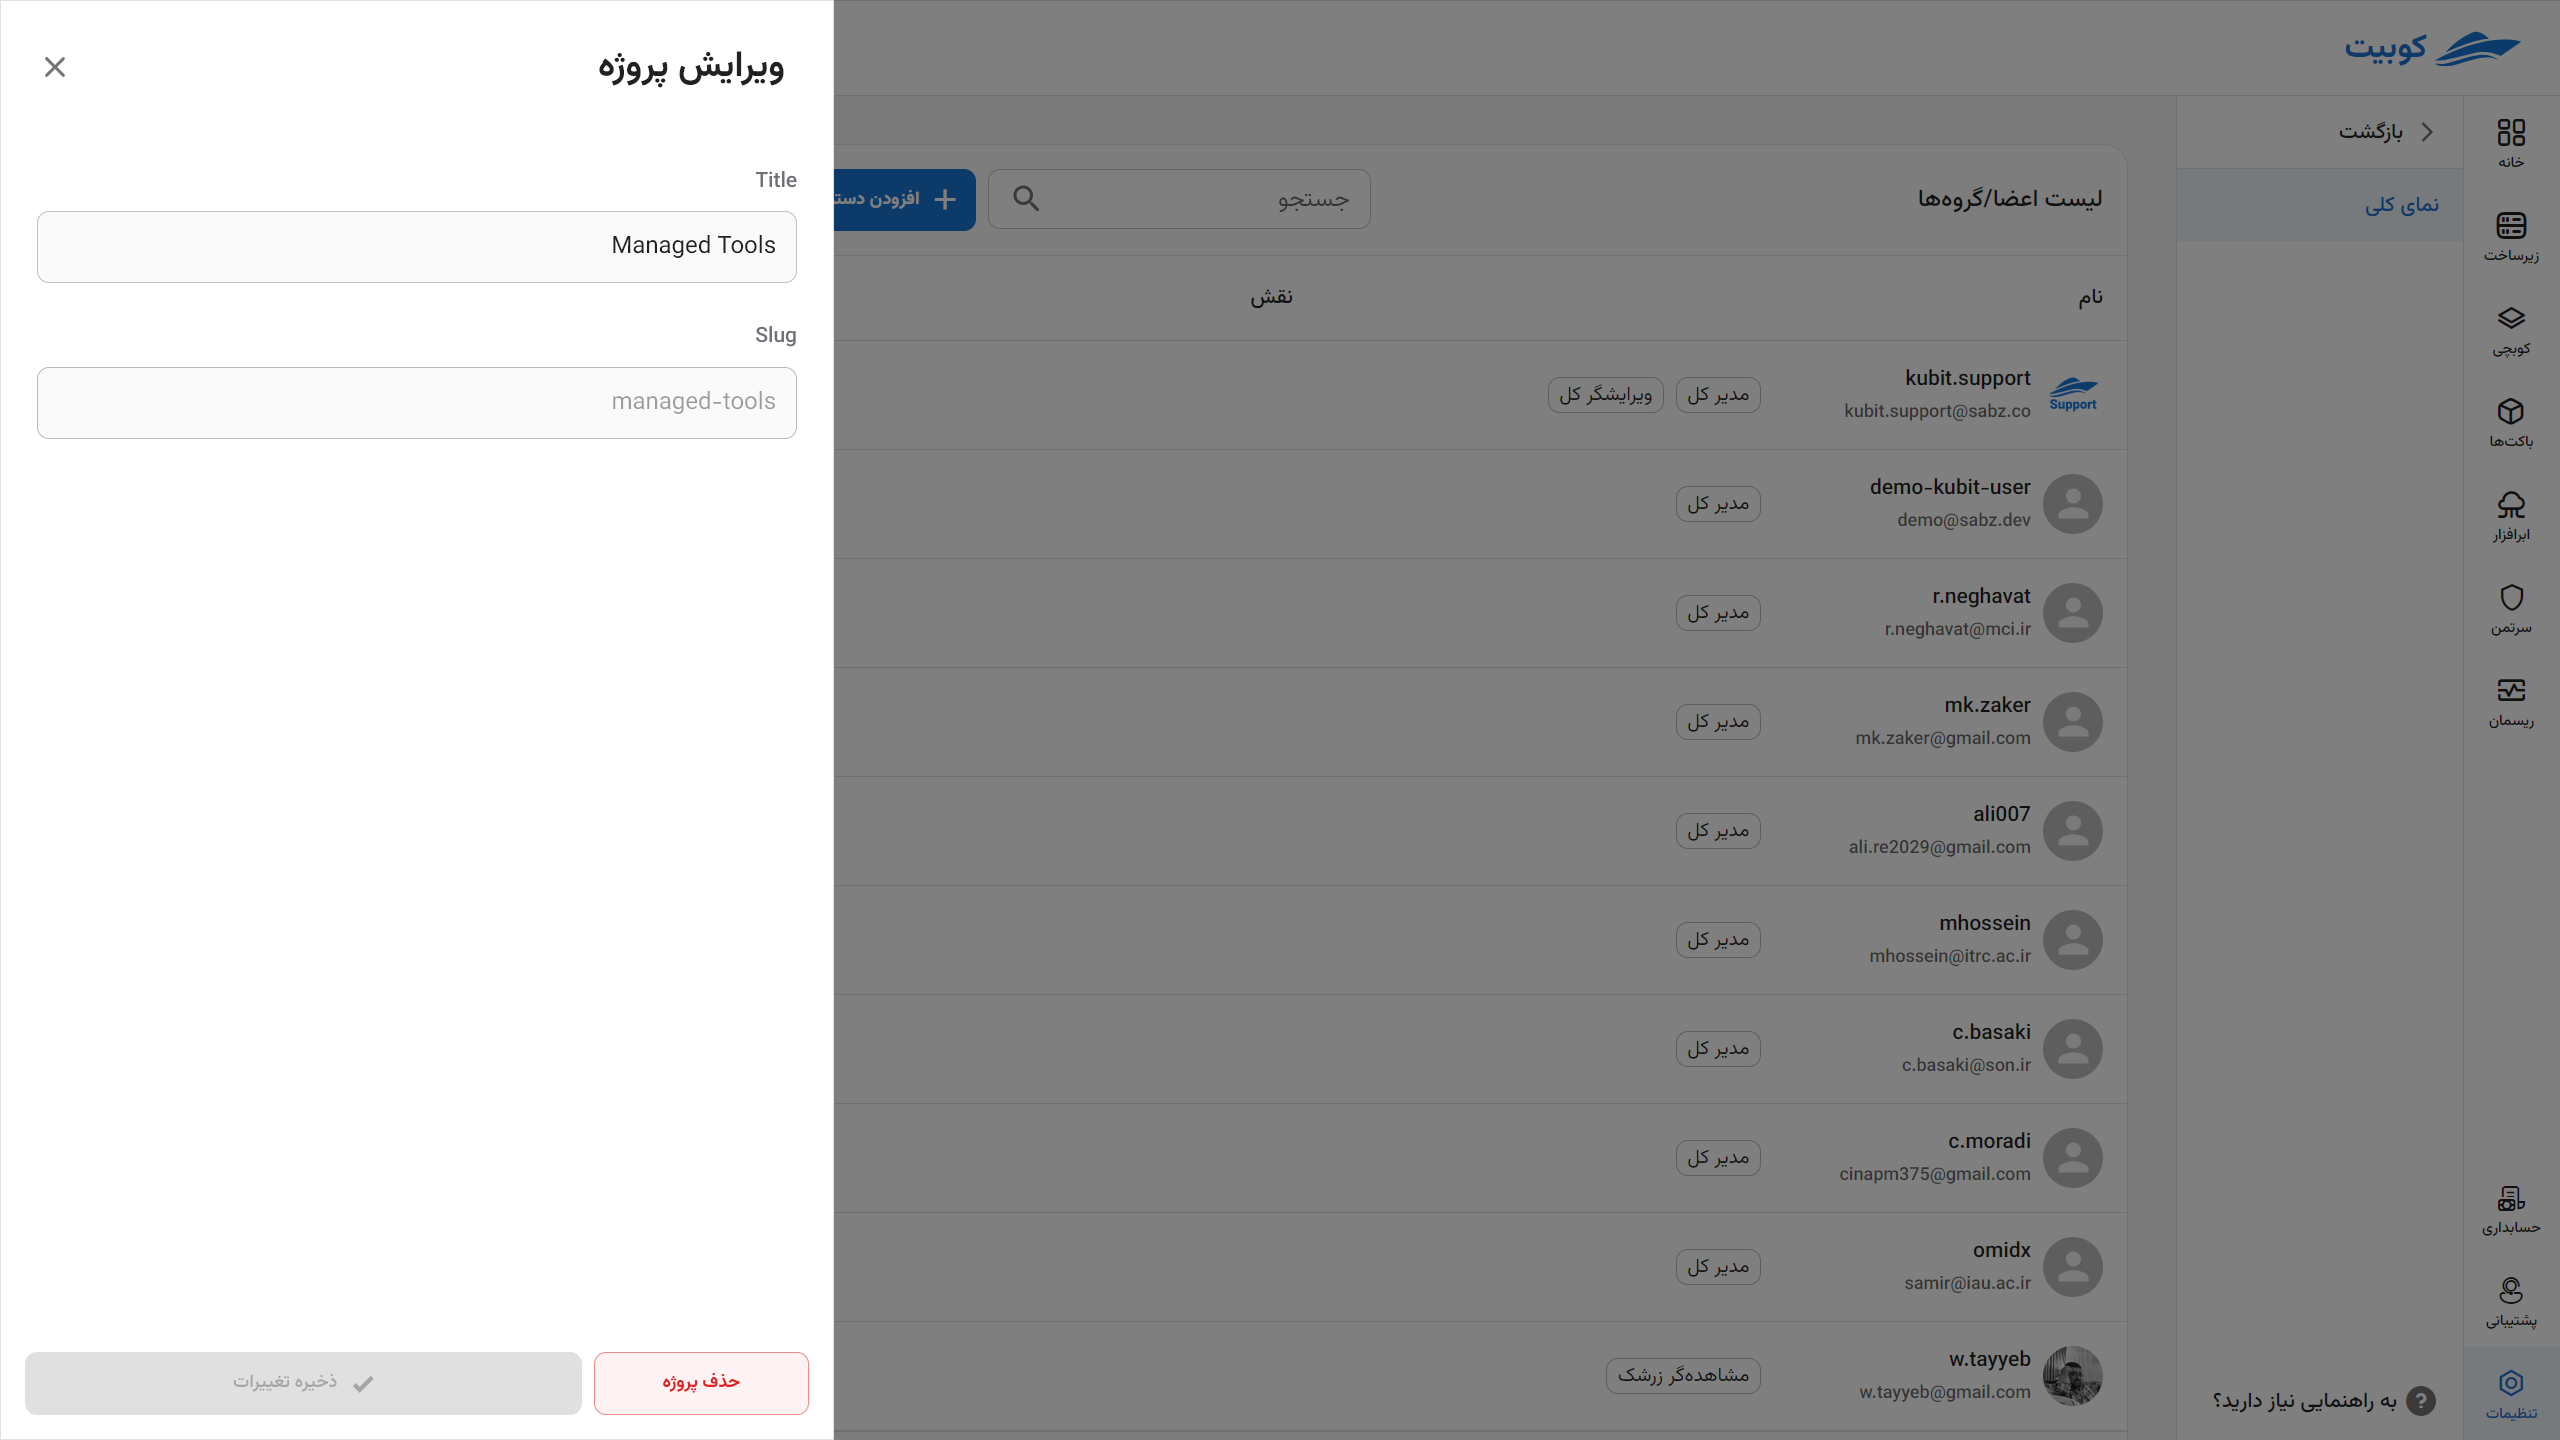 ویرایش پروژه
Title
Managed Tools
Slug
managed-tools
حذف پروژه
ذخیره تغییرات
کوبیت
خانه
زیرساخت
کوبچی
باکت‌ها
ابرافزار
سرتمن
ریسمان
حسابداری
پشتیبانی
تنظیمات
بازگشت
نمای کلی
به راهنمایی نیاز دارید؟
لیست اعضا/گروه‌ها
جستجو
افزودن
نام
نقش
kubit.support
kubit.support@sabz.co
Support
مدیر کل
ویرایشگر کل
demo-kubit-user
demo@sabz.dev
مدیر کل
r.neghavat
r.neghavat@mci.ir
مدیر کل
mk.zaker
mk.zaker@gmail.com
مدیر کل
ali007
ali.re2029@gmail.com
مدیر کل
mhossein
mhossein@itrc.ac.ir
مدیر کل
c.basaki
c.basaki@son.ir
مدیر کل
c.moradi
cinapm375@gmail.com
مدیر کل
omidx
samir@iau.ac.ir
مدیر کل
w.tayyeb
w.tayyeb@gmail.com
مشاهده‌گر زرشک